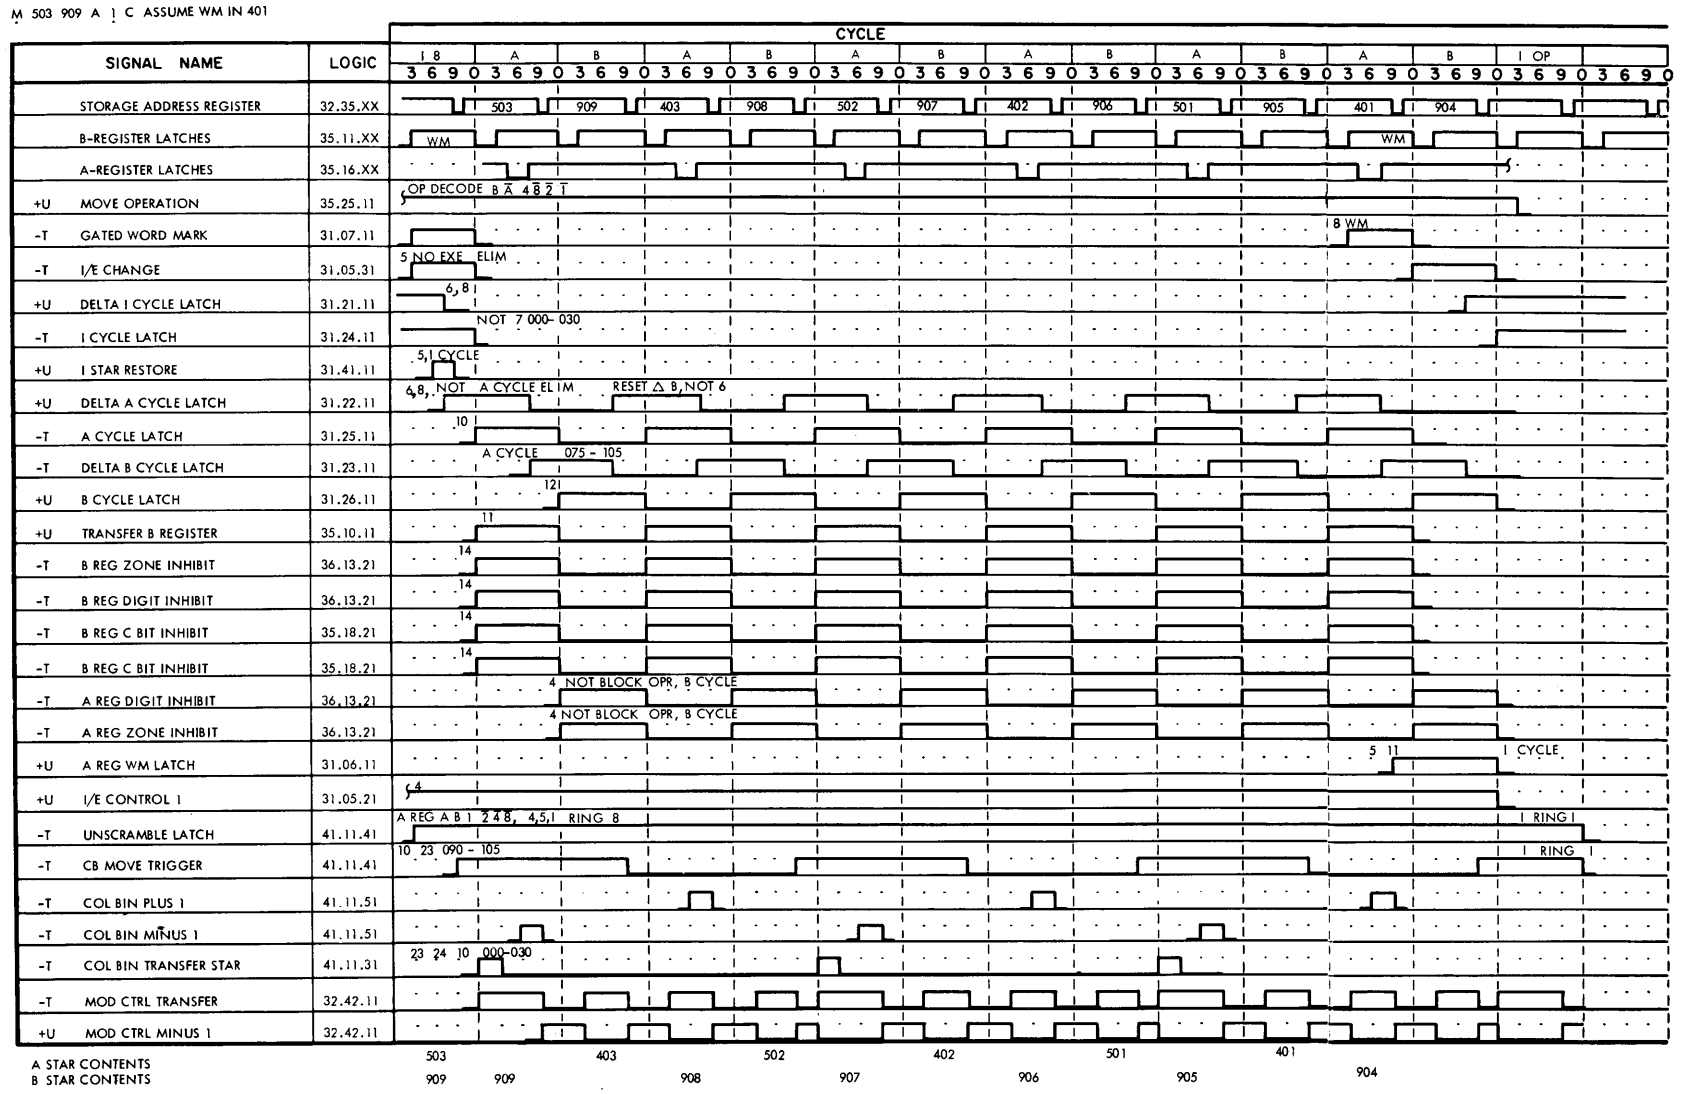 M 503 909 A 1 C ASSUME WM IN 401
CYCLE
SIGNAL NAME LOGIC I 8 A B A B A B A B A B A B I OP
3 6 9 0 3 6 9 0 3 6 9 0 3 6 9 0 3 6 9 0 3 6 9 0 3 6 9 0 3 6 9 0 3 6 9 0 3 6 9 0 3 6 9 0 3 6 9 0 3 6 9 0 3 6 9 0 3 6 9 0
STORAGE ADDRESS REGISTER 32.35.XX 503 909 403 908 502 907 402 906 501 905 401 904
B-REGISTER LATCHES 35.11.XX WM WM
A-REGISTER LATCHES 35.16.XX
OP DECODE B A̅ 4 8̅ 2 1̅
+U MOVE OPERATION 35.25.11
8 WM
-T GATED WORD MARK 31.07.11
5 NO EXE ELIM
-T I/E CHANGE 31.05.31
6,8
+U DELTA I CYCLE LATCH 31.21.11
NOT 7 000-030
-T I CYCLE LATCH 31.24.11
5,I CYCLE
+U I STAR RESTORE 31.41.11
6,8, NOT A CYCLE ELIM RESET △ B, NOT 6
+U DELTA A CYCLE LATCH 31.22.11
10
-T A CYCLE LATCH 31.25.11
A CYCLE 075 - 105
-T DELTA B CYCLE LATCH 31.23.11
12
+U B CYCLE LATCH 31.26.11
11
+U TRANSFER B REGISTER 35.10.11
14
-T B REG ZONE INHIBIT 36.13.21
14
-T B REG DIGIT INHIBIT 36.13.21
14
-T B REG C BIT INHIBIT 35.18.21
14
-T B REG C BIT INHIBIT 35.18.21
4 NOT BLOCK OPR, B CYCLE
-T A REG DIGIT INHIBIT 36.13.21
4 NOT BLOCK OPR, B CYCLE
-T A REG ZONE INHIBIT 36.13.21
5 11 I CYCLE
+U A REG WM LATCH 31.06.11
4
+U I/E CONTROL 1 31.05.21
A REG A B 1 2̅ 4̅ 8̅, 4,5,I RING 8 I RING I
-T UNSCRAMBLE LATCH 41.11.41
10 23 090 - 105 I RING I
-T CB MOVE TRIGGER 41.11.41
-T COL BIN PLUS 1 41.11.51
-T COL BIN MINUS 1 41.11.51
23 24 10 000-030
-T COL BIN TRANSFER STAR 41.11.31
-T MOD CTRL TRANSFER 32.42.11
+U MOD CTRL MINUS 1 32.42.11
A STAR CONTENTS 503 403 502 402 501 401
B STAR CONTENTS 909 909 908 907 906 905 904